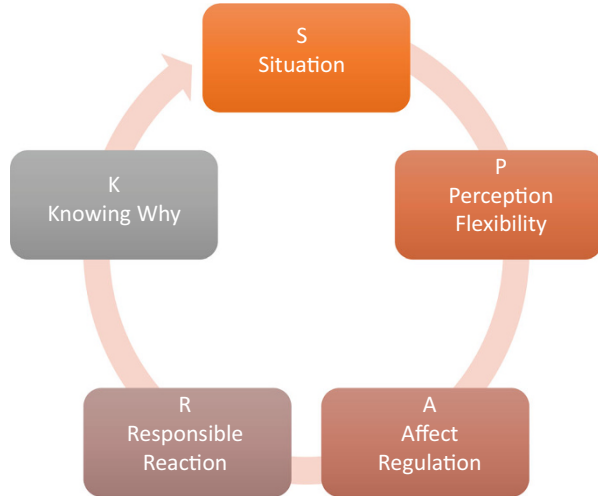 S
Situation
P
Perception
Flexibility
A
Affect
Regulation
R
Responsible
Reaction
K
Knowing Why